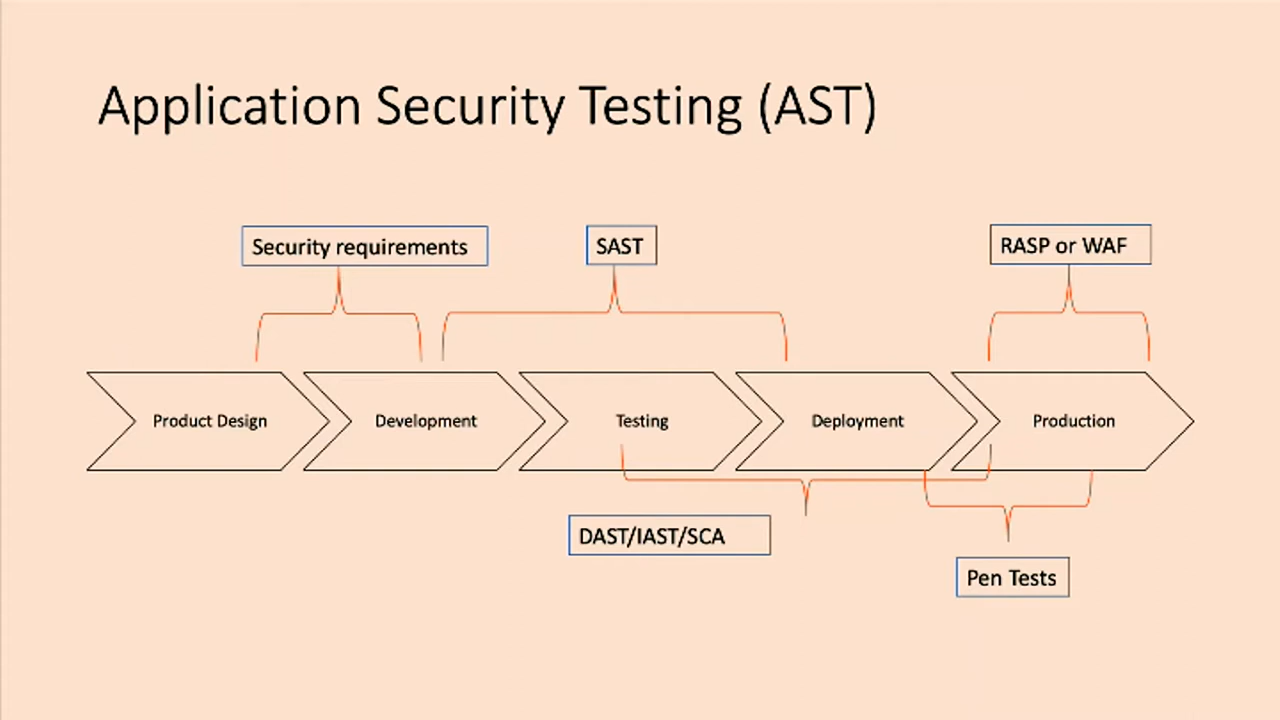 Application Security Testing (AST)
Security requirements
SAST
RASP or WAF
Product Design
Development
Testing
Deployment
Production
DAST/IAST/SCA
Pen Tests